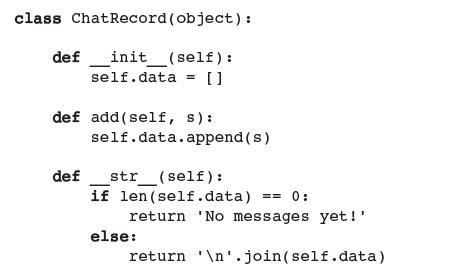 class ChatRecord(object):
    def __init__(self):
        self.data = []
    def add(self, s):
        self.data.append(s)
    def __str__(self):
        if len(self.data) == 0:
            return 'No messages yet!'
        else:
            return '\n'.join(self.data)